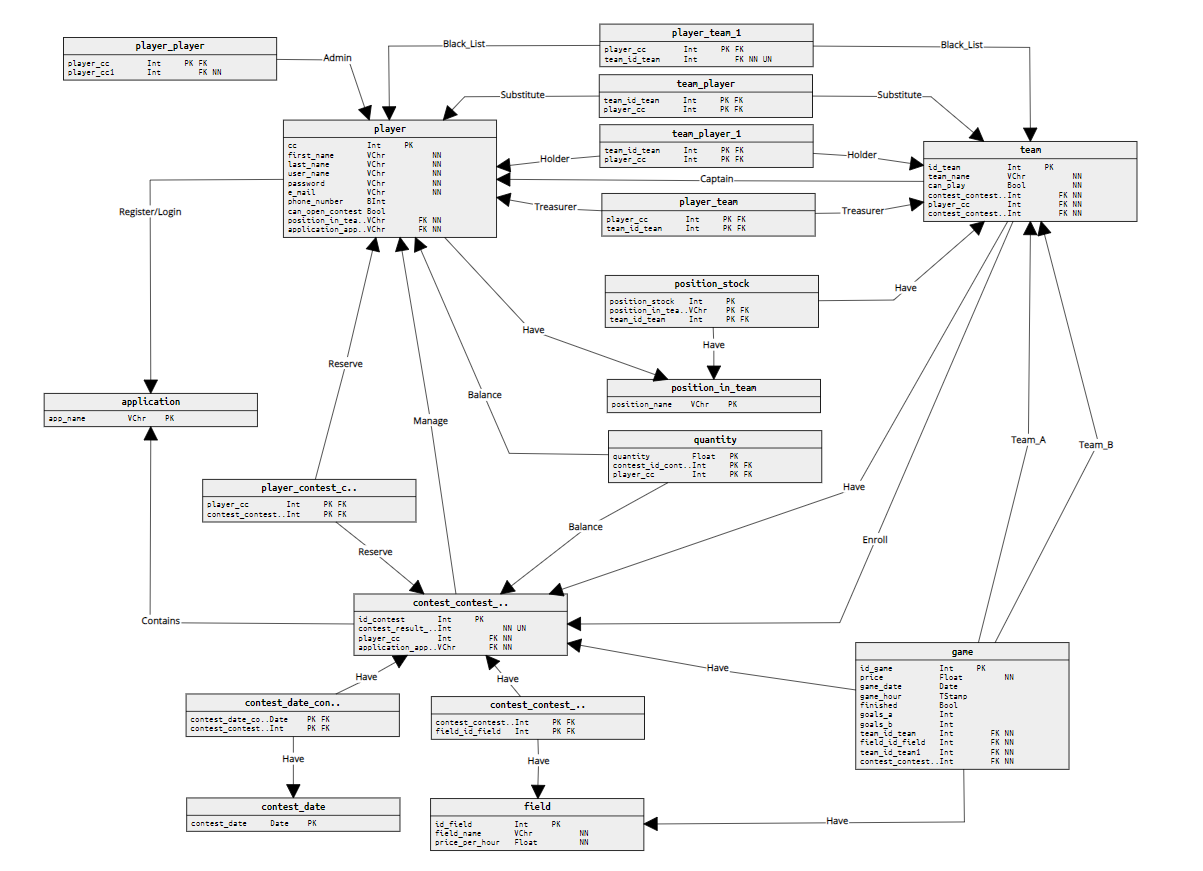 player_player
player_cc Int PK FK
player_cc1 Int FK NN
Admin
Black_List
player_team_1
player_cc Int PK FK
team_id_team Int FK NN UN
Black_List
Substitute
team_player
team_id_team Int PK FK
player_cc Int PK FK
Substitute
player
cc Int PK
first_name VChr NN
last_name VChr NN
user_name VChr NN
password VChr NN
e_mail VChr NN
phone_number BInt
can_open_contest Bool
position_in_tea..VChr FK NN
application_app..VChr FK NN
Holder
team_player_1
team_id_team Int PK FK
player_cc Int PK FK
Holder
team
id_team Int PK
team_name VChr NN
can_play Bool NN
contest_contest..Int FK NN
player_cc Int FK NN
contest_contest..Int FK NN
Captain
Treasurer
player_team
player_cc Int PK FK
team_id_team Int PK FK
Treasurer
Register/Login
position_stock
position_stock Int PK
position_in_tea..VChr PK FK
team_id_team Int PK FK
Have
Have
Have
Reserve
position_in_team
position_name VChr PK
application
app_name VChr PK
Balance
Manage
quantity
quantity Float PK
contest_id_cont..Int PK FK
player_cc Int PK FK
Team_A
Team_B
player_contest_c..
player_cc Int PK FK
contest_contest..Int PK FK
Have
Balance
Enroll
Reserve
contest_contest_..
id_contest Int PK
contest_result_..Int NN UN
player_cc Int FK NN
application_app..VChr FK NN
Contains
game
id_game Int PK
price Float NN
game_date Date
game_hour TStamp
finished Bool
goals_a Int
goals_b Int
team_id_team Int FK NN
field_id_field Int FK NN
team_id_team1 Int FK NN
contest_contest..Int FK NN
Have
Have
Have
contest_date_con..
contest_date_co..Date PK FK
contest_contest..Int PK FK
contest_contest_..
contest_contest..Int PK FK
field_id_field Int PK FK
Have
Have
contest_date
contest_date Date PK
field
id_field Int PK
field_name VChr NN
price_per_hour Float NN
Have